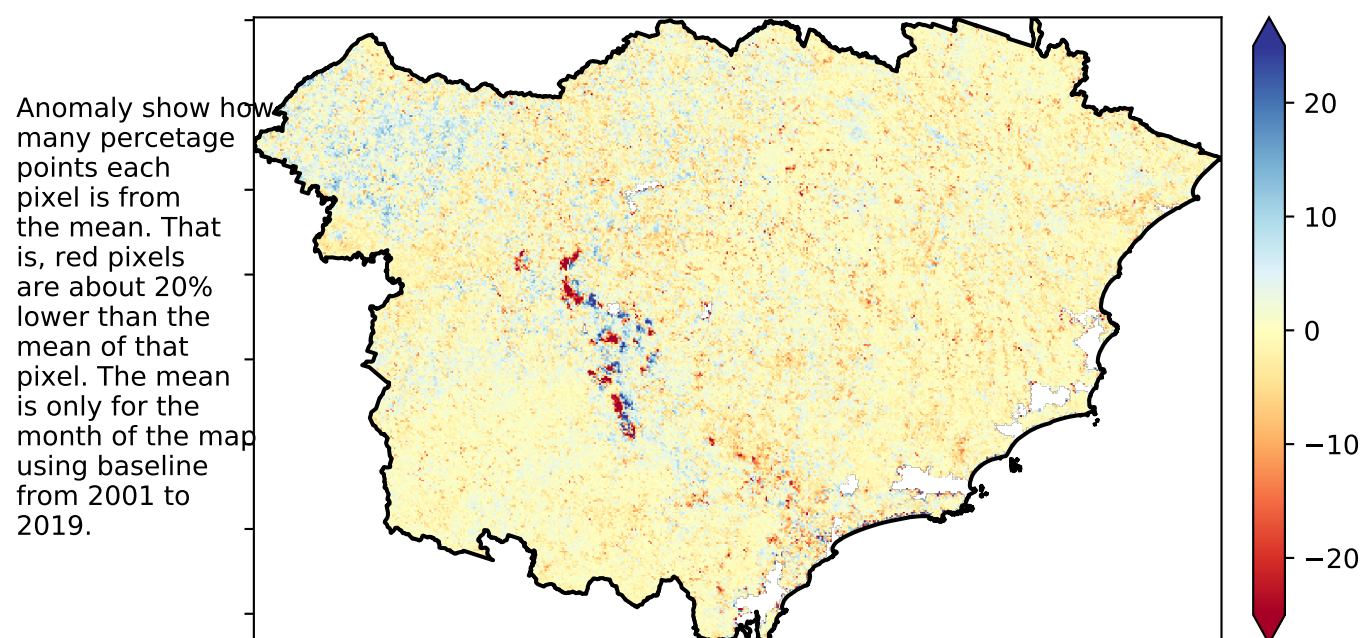 Anomaly show how
many percetage
points each
pixel is from
the mean. That
is, red pixels
are about 20%
lower than the
mean of that
pixel. The mean
is only for the
month of the map
using baseline
from 2001 to
2019.
20
10
0
−10
−20